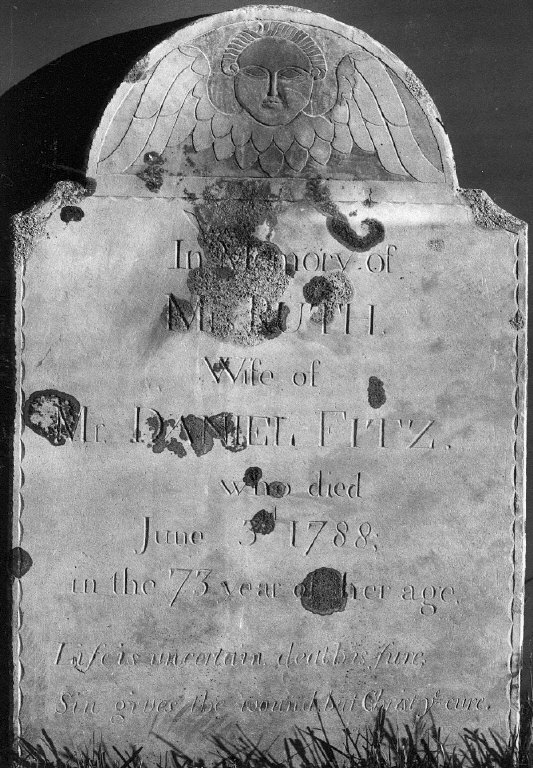 In Memory of
Mrs RUTH
Wife of
Mr. DANIEL FITZ.
who died
June 3d 1788;
in the 73 year of her age.
Life is uncertain death is ſure,
Sin gives the wound but Christ ye cure.